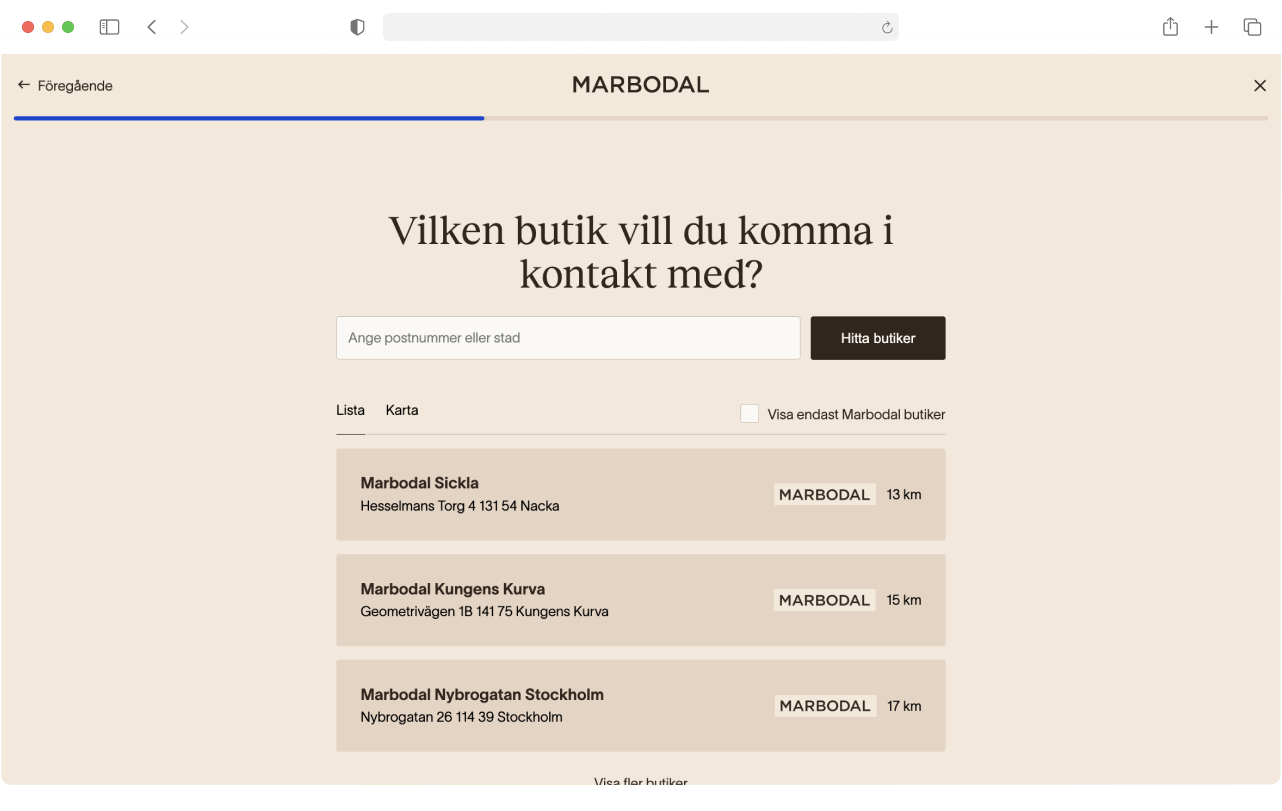 Föregående
MARBODAL
Vilken butik vill du komma i
kontakt med?
Ange postnummer eller stad
Hitta butiker
Lista
Karta
Visa endast Marbodal butiker
Marbodal Sickla
Hesselmans Torg 4 131 54 Nacka
MARBODAL
13 km
Marbodal Kungens Kurva
Geometrivägen 1B 141 75 Kungens Kurva
MARBODAL
15 km
Marbodal Nybrogatan Stockholm
Nybrogatan 26 114 39 Stockholm
MARBODAL
17 km
Visa fler butiker